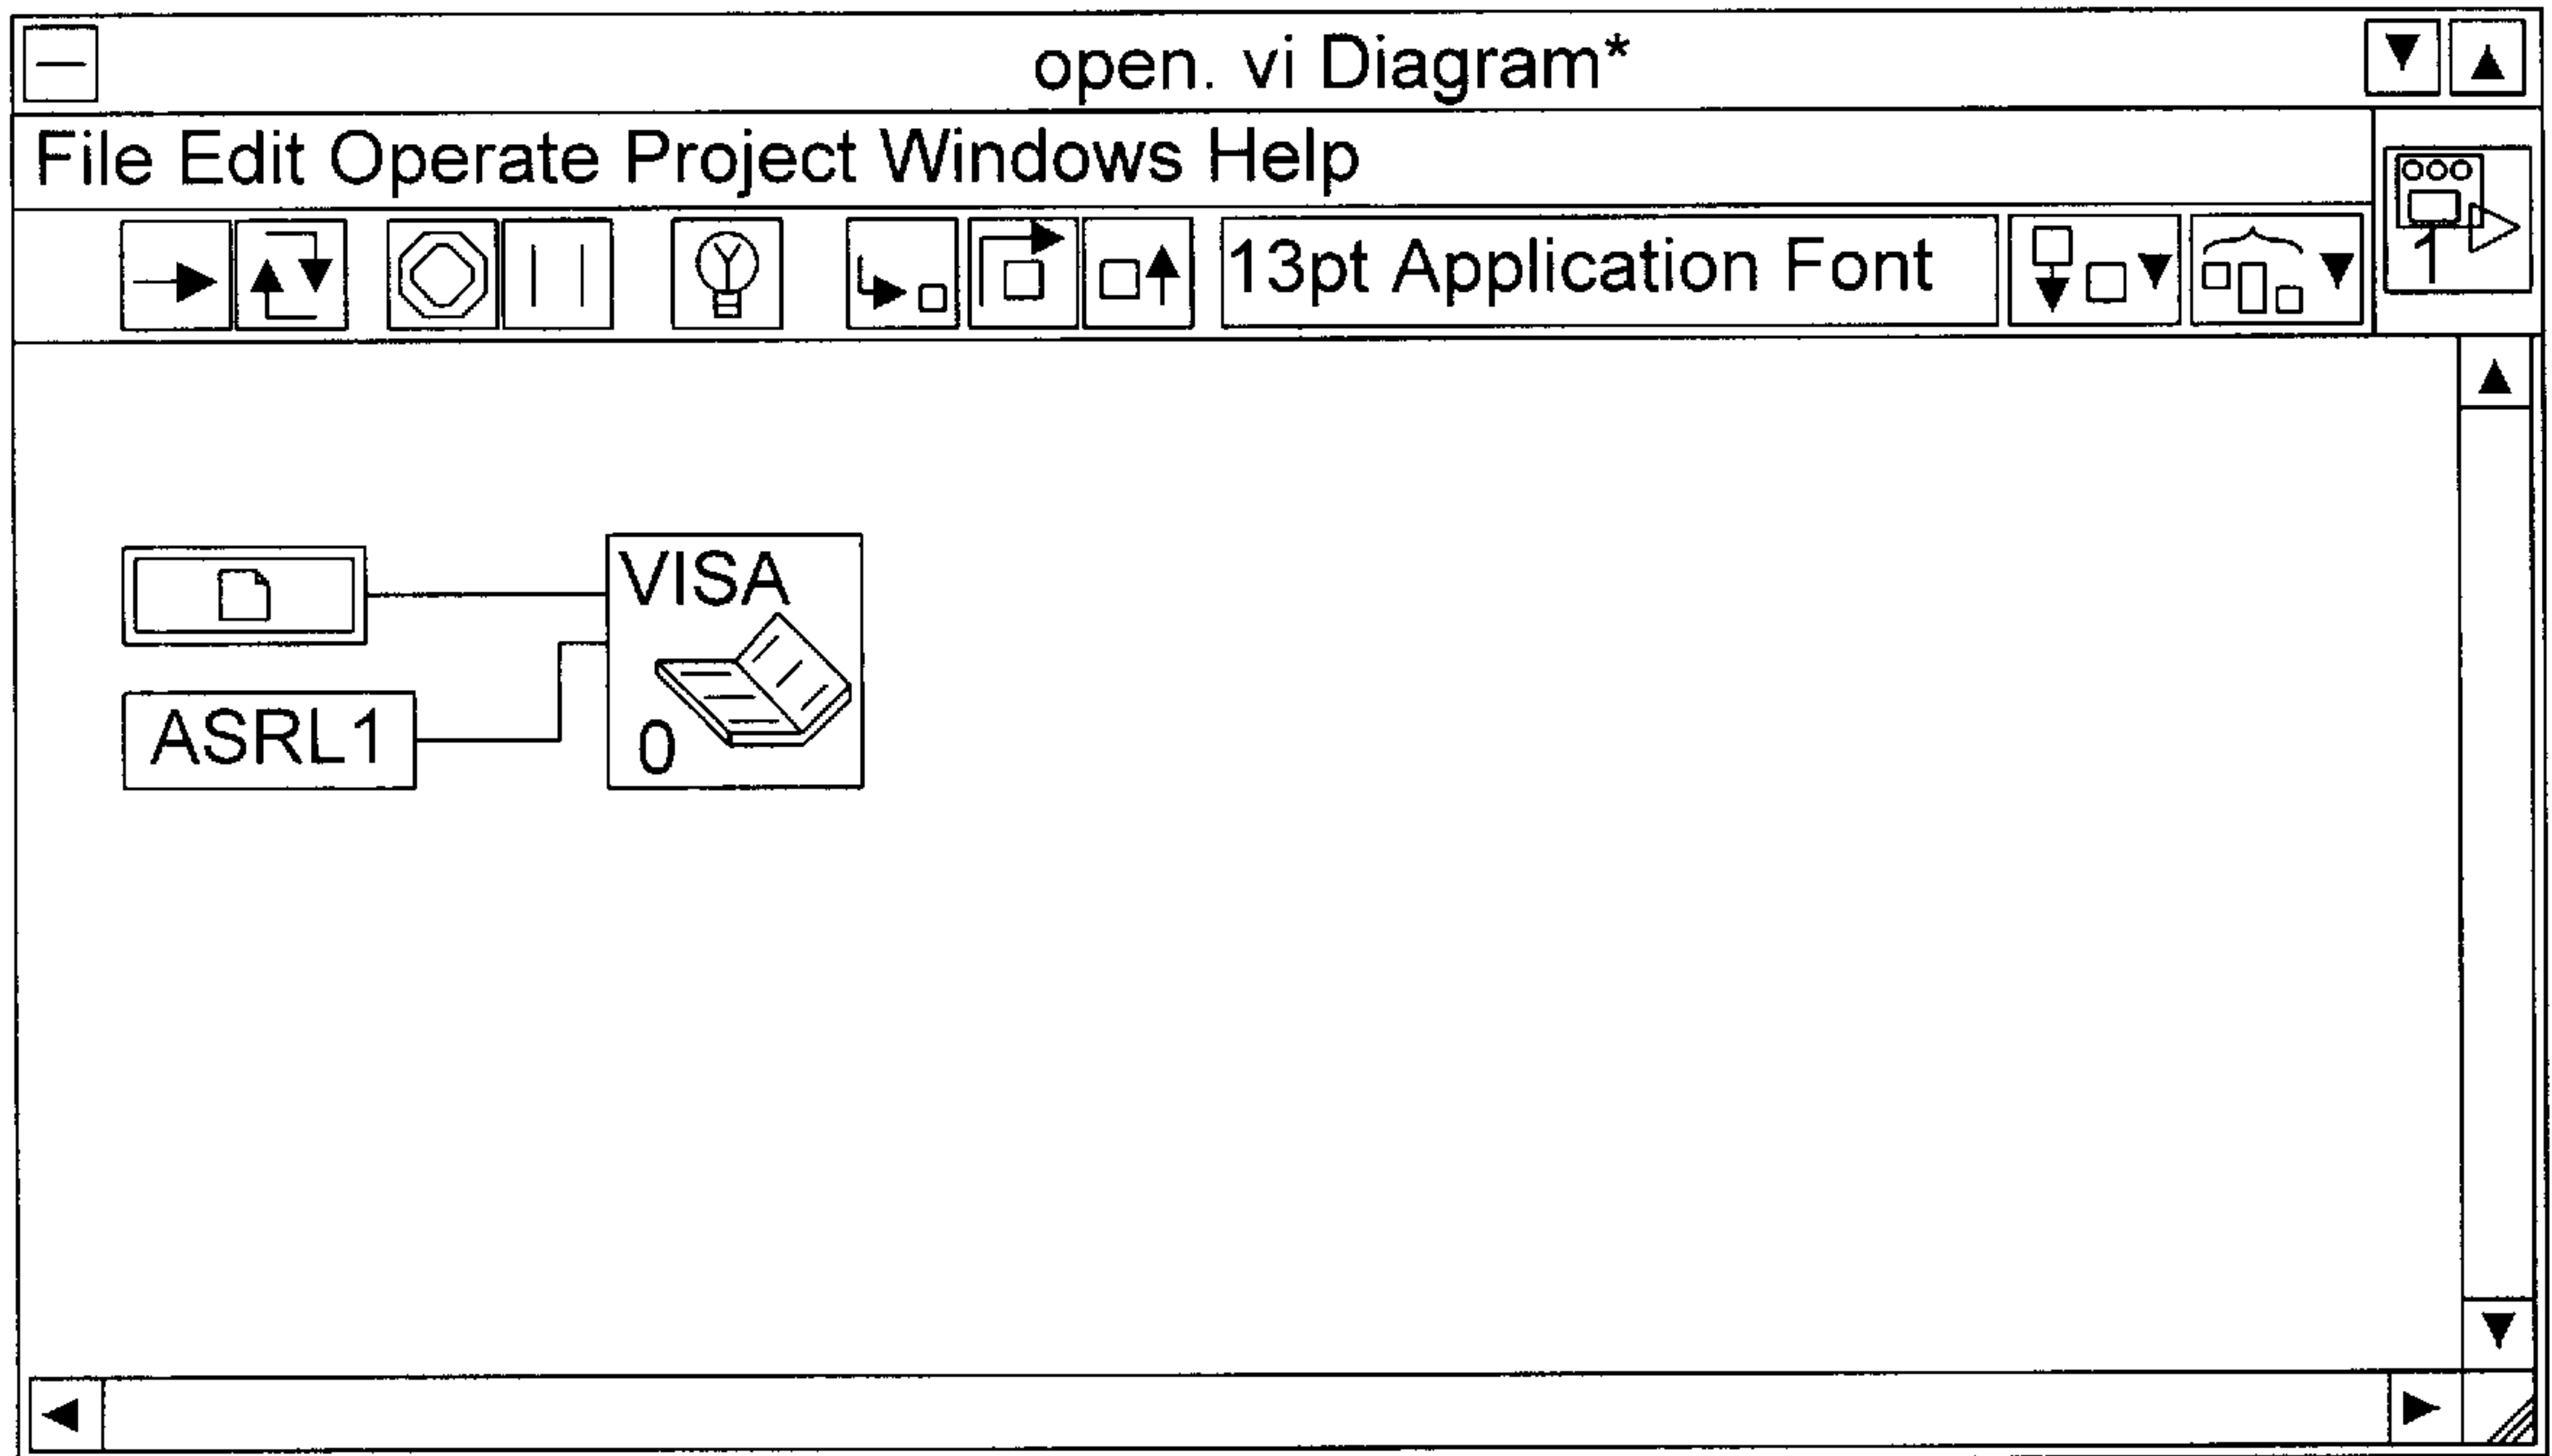 open. vi Diagram*
File Edit Operate Project Windows Help
13pt Application Font
1
VISA
0
ASRL1